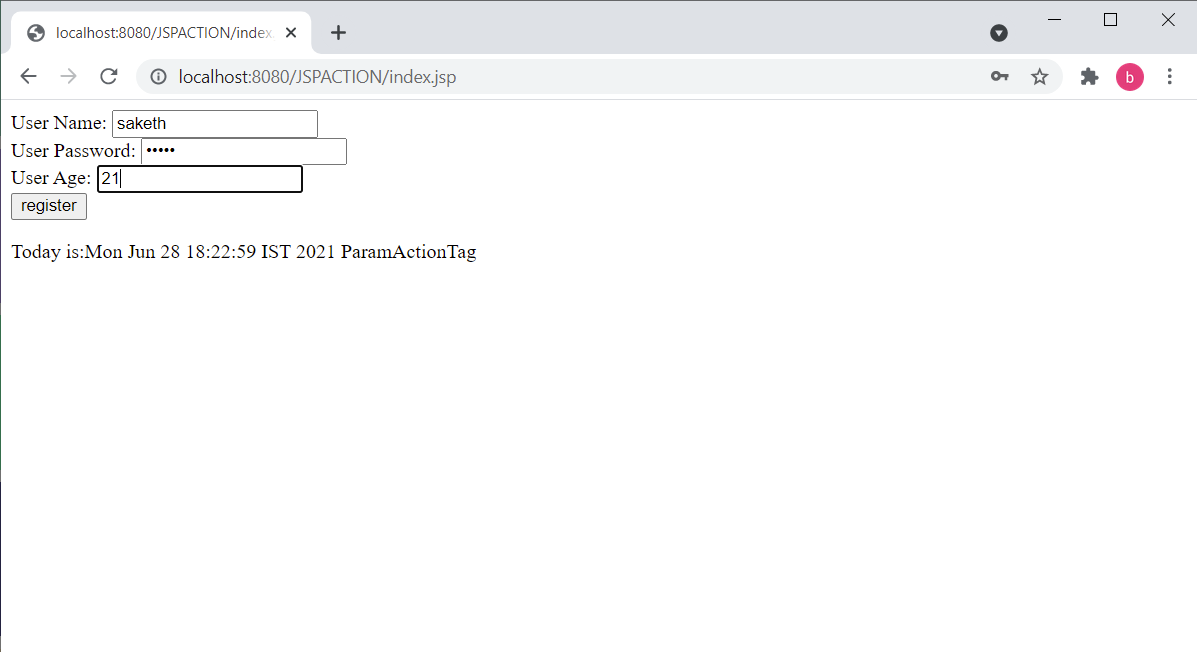 localhost:8080/JSPACTION/index.
localhost:8080/JSPACTION/index.jsp
b
User Name: saketh
User Password: •••••
User Age: 21
register
Today is:Mon Jun 28 18:22:59 IST 2021 ParamActionTag